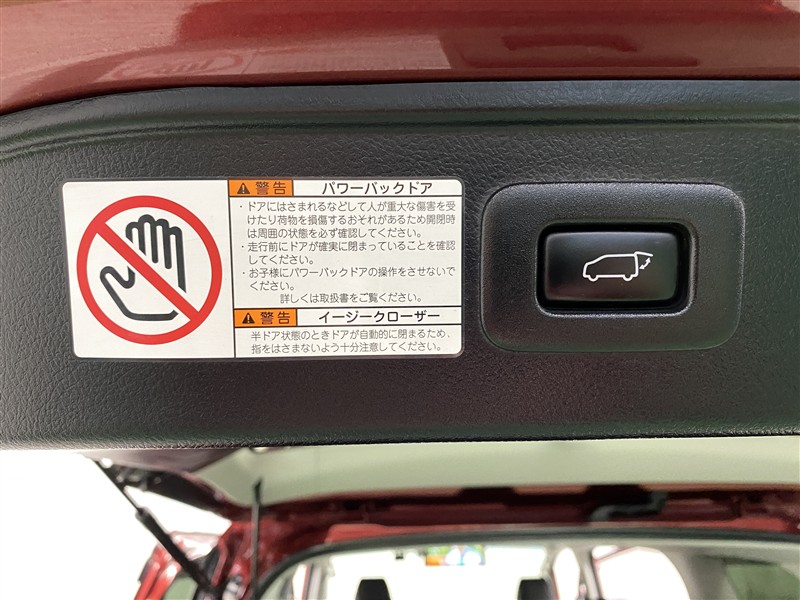 警告 パワーバックドア
・ドアにはさまれるなどして人が重大な傷害を受
けたり荷物を損傷するおそれがあるため開閉時
は周囲の状態を必ず確認してください。
・走行前にドアが確実に閉まっていることを確認
してください。
・お子様にパワーバックドアの操作をさせないで
ください。
詳しくは取扱書をご覧ください。
警告 イージークローザー
半ドア状態のときドアが自動的に閉まるため、
指をはさまないよう十分注意してください。